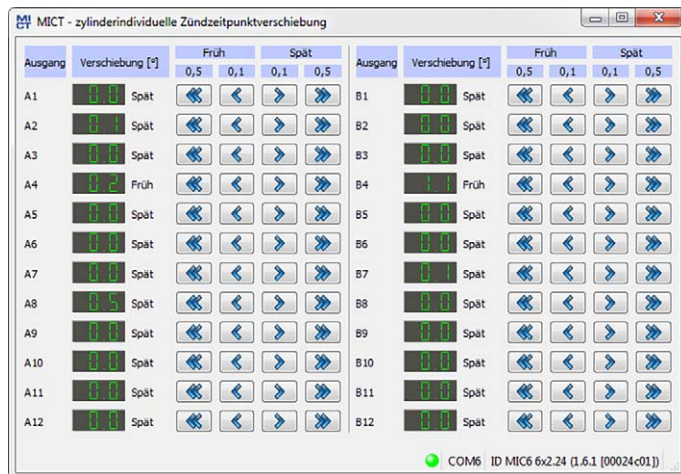 MICT MICT - zylinderindividuelle Zündzeitpunktverschiebung
Ausgang Verschiebung [°] Früh Spät Ausgang Verschiebung [°] Früh Spät
0,5 0,1 0,1 0,5 0,5 0,1 0,1 0,5
A1 0.0 Spät B1 0.0 Spät
A2 0.1 Spät B2 0.0 Spät
A3 0.0 Spät B3 0.0 Spät
A4 0.2 Früh B4 1.1 Früh
A5 0.0 Spät B5 0.0 Spät
A6 0.0 Spät B6 0.0 Spät
A7 0.0 Spät B7 0.1 Spät
A8 0.5 Spät B8 0.0 Spät
A9 0.0 Spät B9 0.0 Spät
A10 0.0 Spät B10 0.0 Spät
A11 0.0 Spät B11 0.0 Spät
A12 0.0 Spät B12 0.0 Spät
COM6 ID MIC6 6x2.24 (1.6.1 [00024c01])